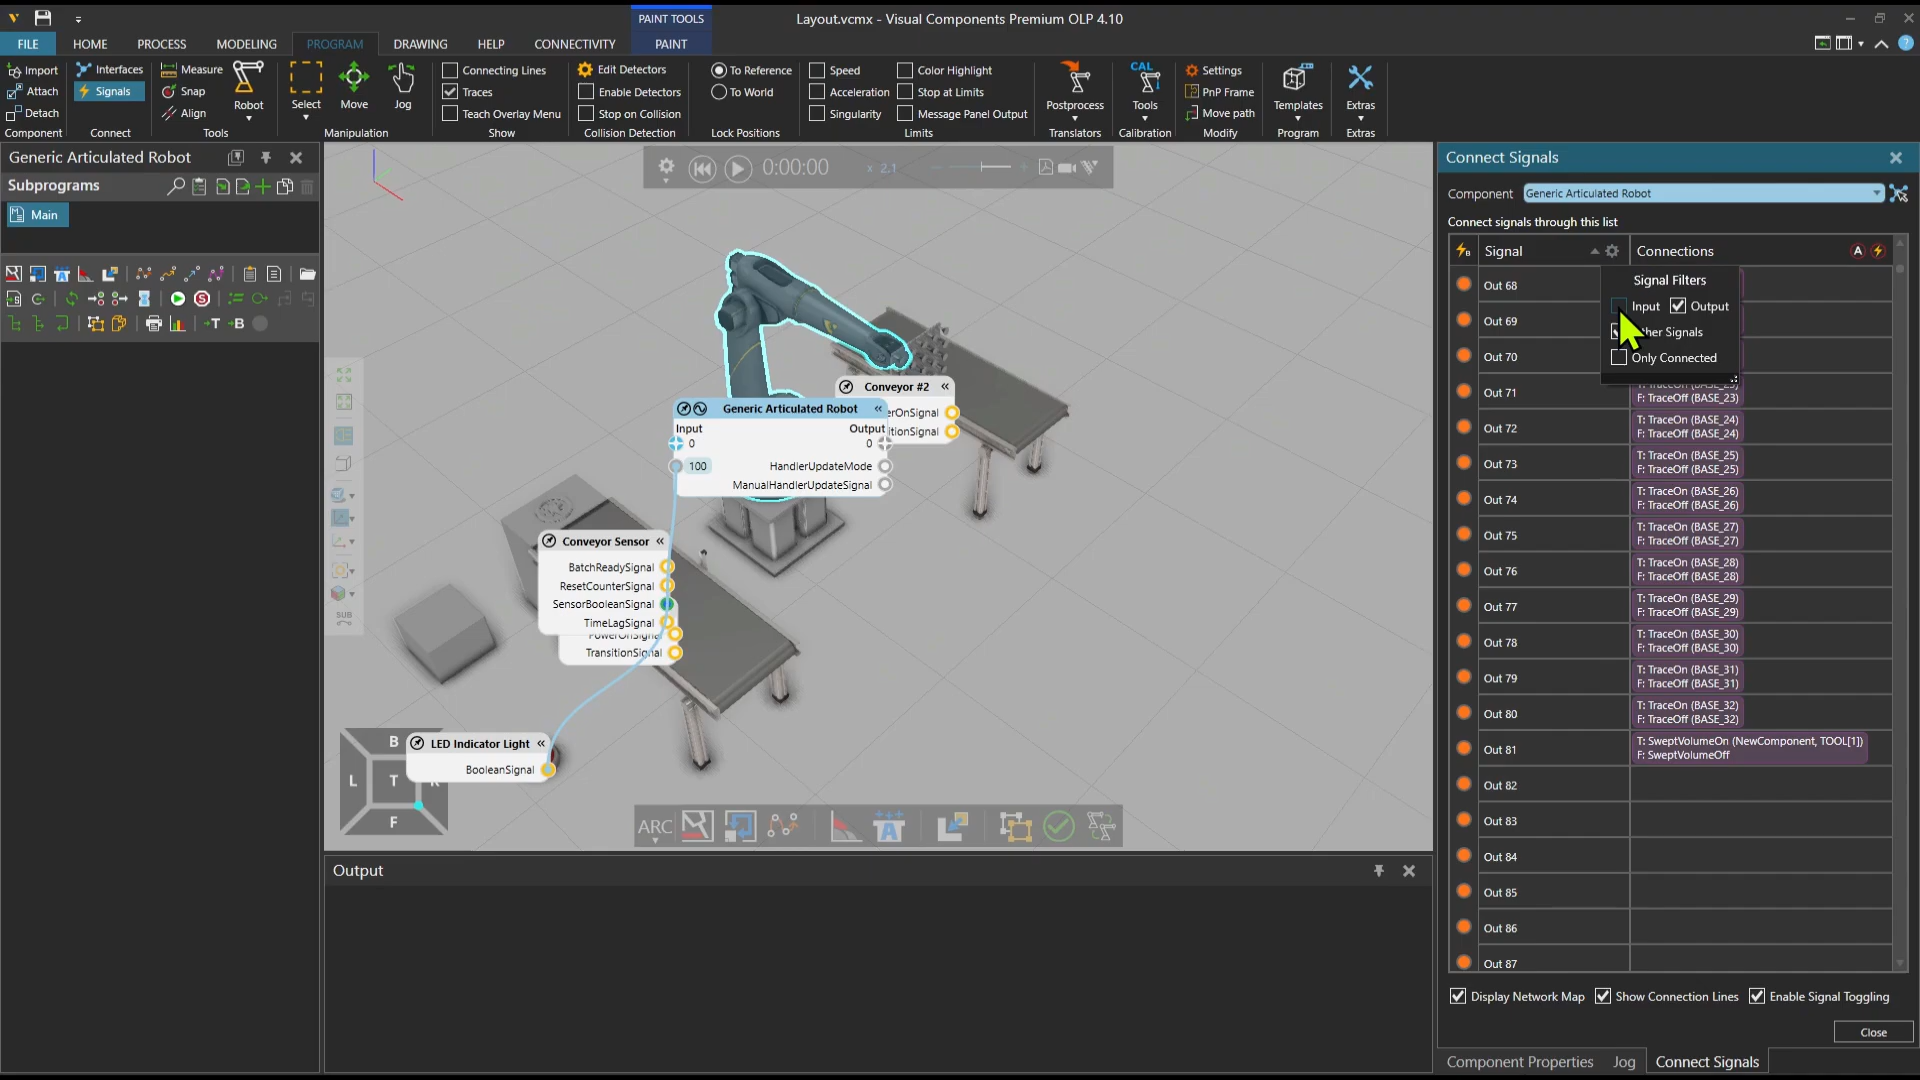 PAINT TOOLS
Layout.vcmx - Visual Components Premium OLP 4.10
FILE HOME PROCESS MODELING PROGRAM DRAWING HELP CONNECTIVITY PAINT
Import
Attach
Detach
Component
Interfaces
Signals
Connect
Measure
Snap
Align
Robot
Tools
Select
Move
Jog
Manipulation
Connecting Lines
Traces
Teach Overlay Menu
Show
Edit Detectors
Enable Detectors
Stop on Collision
Collision Detection
To Reference
To World
Lock Positions
Speed
Acceleration
Singularity
Color Highlight
Stop at Limits
Message Panel Output
Limits
Postprocess
Translators
CAL
Tools
Calibration
Settings
PnP Frame
Move path
Modify
Templates
Program
Extras
Extras
Generic Articulated Robot
Subprograms
Main
0:00:00
x 2.1
Conveyor #2
Generic Articulated Robot
Input Output
0 0
100
HandlerUpdateMode
ManualHandlerUpdateSignal
Conveyor Sensor
BatchReadySignal
ResetCounterSignal
SensorBooleanSignal
TimeLagSignal
TransitionSignal
LED Indicator Light
BooleanSignal
SUB
B
L
T
F
ARC
Output
Connect Signals
Component Generic Articulated Robot
Connect signals through this list
Signal Connections
Signal Filters
Input Output
Only Connected
Out 68
Out 69
Out 70
Out 71
F: TraceOff (BASE_23)
Out 72
T: TraceOn (BASE_24)
F: TraceOff (BASE_24)
Out 73
T: TraceOn (BASE_25)
F: TraceOff (BASE_25)
Out 74
T: TraceOn (BASE_26)
F: TraceOff (BASE_26)
Out 75
T: TraceOn (BASE_27)
F: TraceOff (BASE_27)
Out 76
T: TraceOn (BASE_28)
F: TraceOff (BASE_28)
Out 77
T: TraceOn (BASE_29)
F: TraceOff (BASE_29)
Out 78
T: TraceOn (BASE_30)
F: TraceOff (BASE_30)
Out 79
T: TraceOn (BASE_31)
F: TraceOff (BASE_31)
Out 80
T: TraceOn (BASE_32)
F: TraceOff (BASE_32)
Out 81
T: SweptVolumeOn (NewComponent, TOOL[1])
F: SweptVolumeOff
Out 82
Out 83
Out 84
Out 85
Out 86
Out 87
Display Network Map Show Connection Lines Enable Signal Toggling
Close
Component Properties Jog Connect Signals